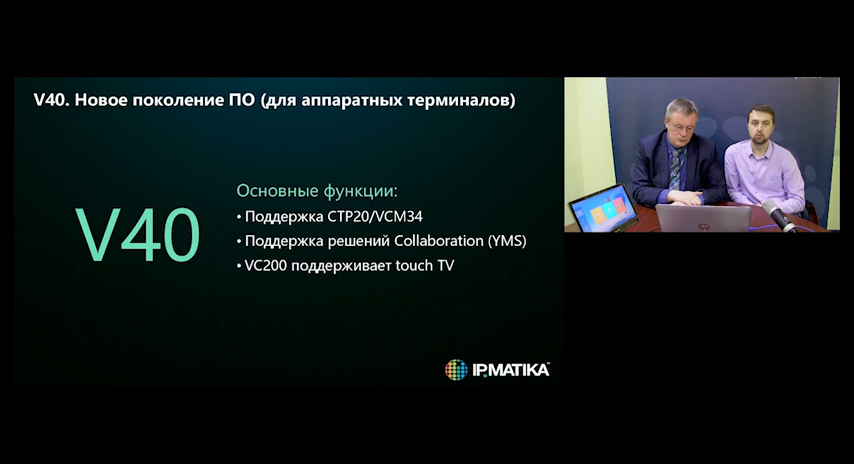 V40. Новое поколение ПО (для аппаратных терминалов)
V40
Основные функции:
• Поддержка CTP20/VCM34
• Поддержка решений Collaboration (YMS)
• VC200 поддерживает touch TV
IP.MATIKA